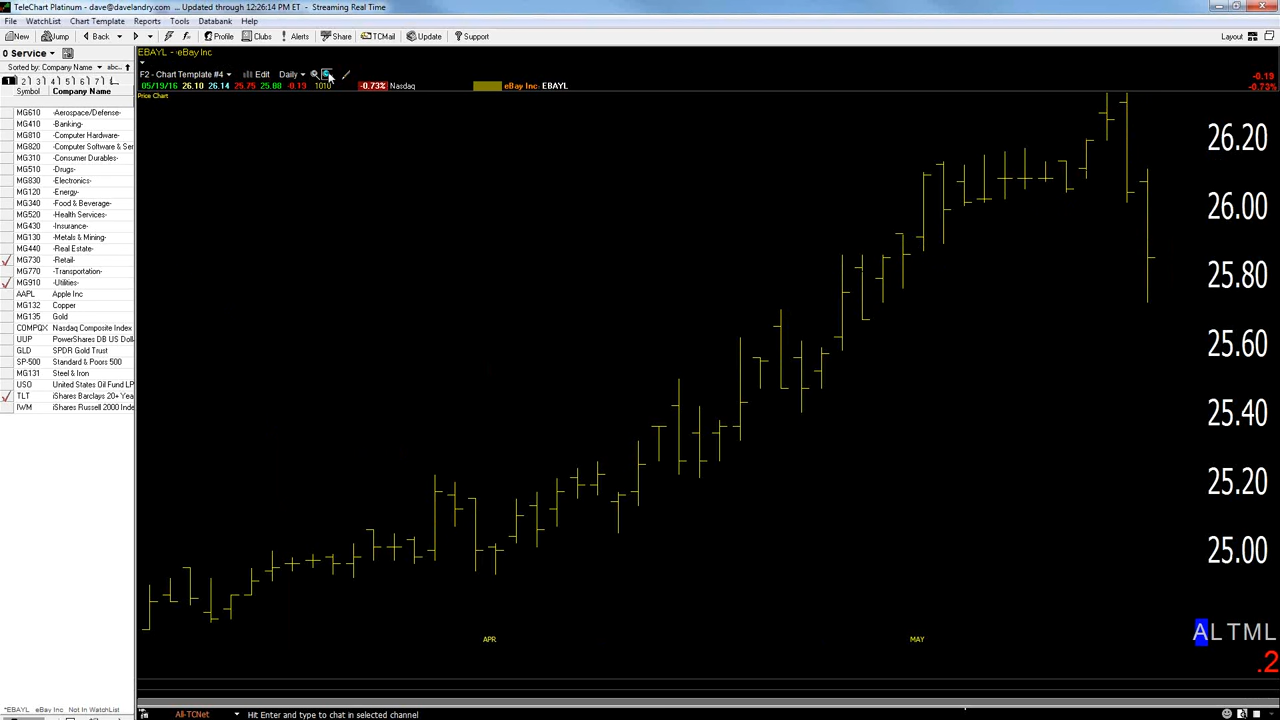 TeleChart Platinum - dave@davelandry.com ... Updated through 12:26:14 PM ET - Streaming Real Time
File WatchList Chart Template Reports Tools Databank Help
New Jump Back Profile Clubs Alerts Share TCMail Update Support Layout
0 Service
Sorted by: Company Name abc..
1 2 3 4 5 6 7
Symbol Company Name
MG610 -Aerospace/Defense-
MG410 -Banking-
MG810 -Computer Hardware-
MG820 -Computer Software & Ser
MG310 -Consumer Durables-
MG510 -Drugs-
MG830 -Electronics-
MG120 -Energy-
MG340 -Food & Beverage-
MG520 -Health Services-
MG430 -Insurance-
MG130 -Metals & Mining-
MG440 -Real Estate-
MG730 -Retail-
MG770 -Transportation-
MG910 -Utilities-
AAPL Apple Inc
MG132 Copper
MG135 Gold
COMPQX Nasdaq Composite Index
UUP PowerShares DB US Doll
GLD SPDR Gold Trust
SP-500 Standard & Poors 500
MG131 Steel & Iron
USO United States Oil Fund LP
TLT iShares Barclays 20+ Yea
IWM iShares Russell 2000 Inde
*EBAYL eBay Inc Not In WatchList
EBAYL - eBay Inc
F2 - Chart Template #4 Edit Daily
05/19/16 26.10 26.14 25.75 25.88 -0.19 1010 -0.73% Nasdaq eBay Inc EBAYL
-0.19
-0.73%
Price Chart
26.20
26.00
25.80
25.60
25.40
25.20
25.00
APR MAY
ALTML
.2
All-TCNet Hit Enter and type to chat in selected channel